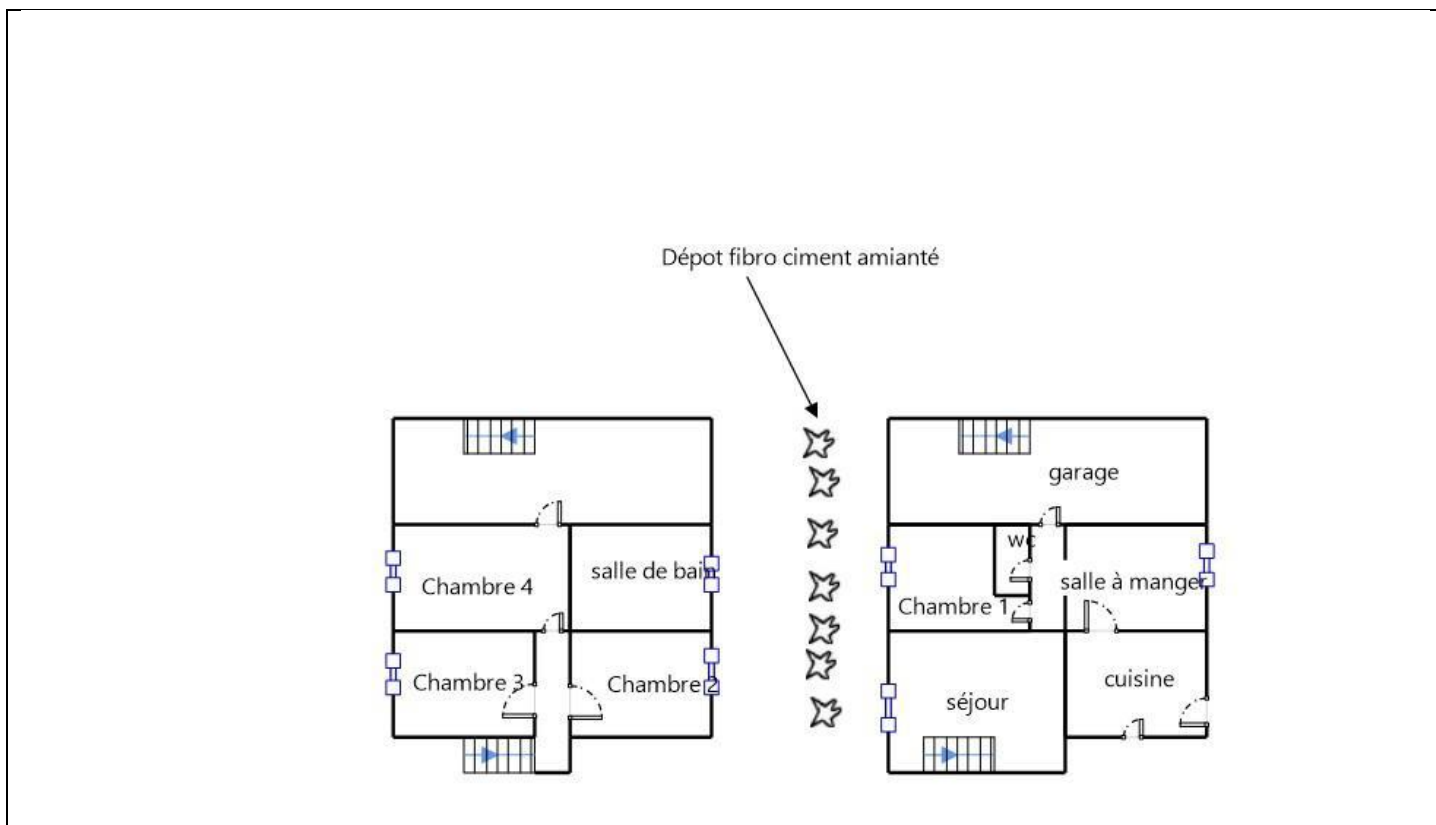 Dépot fibro ciment amianté
garage
wc
salle de bain
Chambre 4
salle à manger
Chambre 1
Chambre 3
Chambre 2
cuisine
séjour